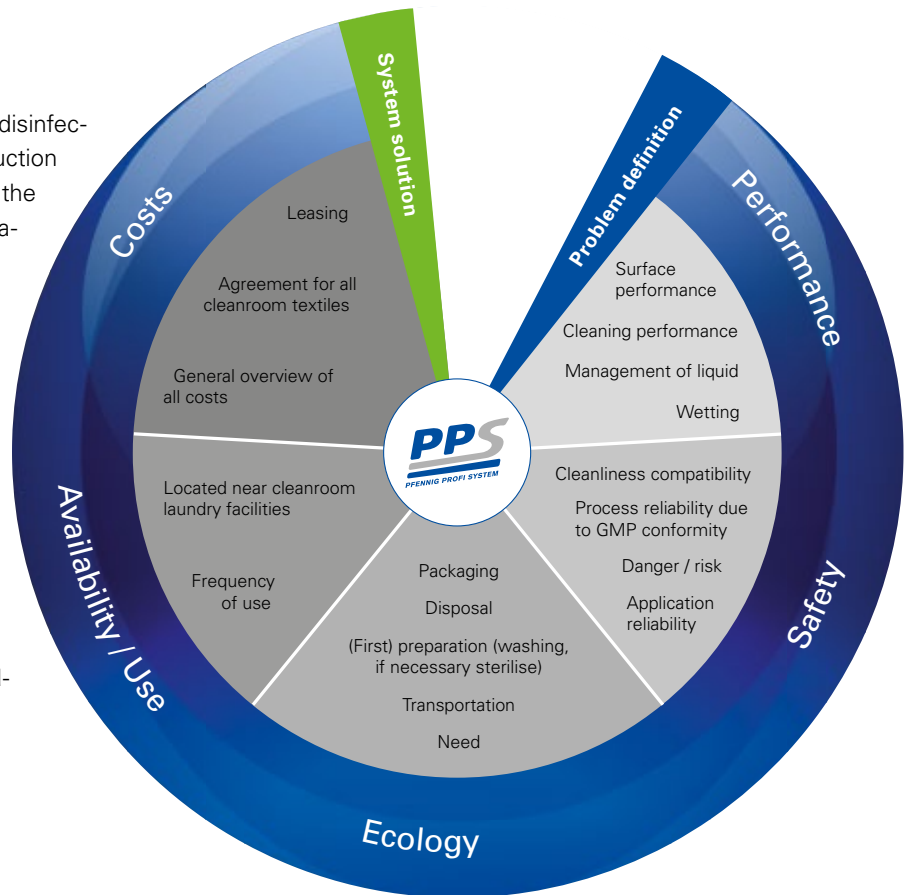 disinfec-
uction
the
a-
l-
System solution
Problem definition
Performance
Surface
performance
Cleaning performance
Management of liquid
Wetting
Safety
Cleanliness compatibility
Process reliability due
to GMP conformity
Danger / risk
Application
reliability
Ecology
Packaging
Disposal
(First) preparation (washing,
if necessary sterilise)
Transportation
Need
Availability / Use
Located near cleanroom
laundry facilities
Frequency
of use
Costs
Leasing
Agreement for all
cleanroom textiles
General overview of
all costs
PPS
PFENNIG PROFI SYSTEM